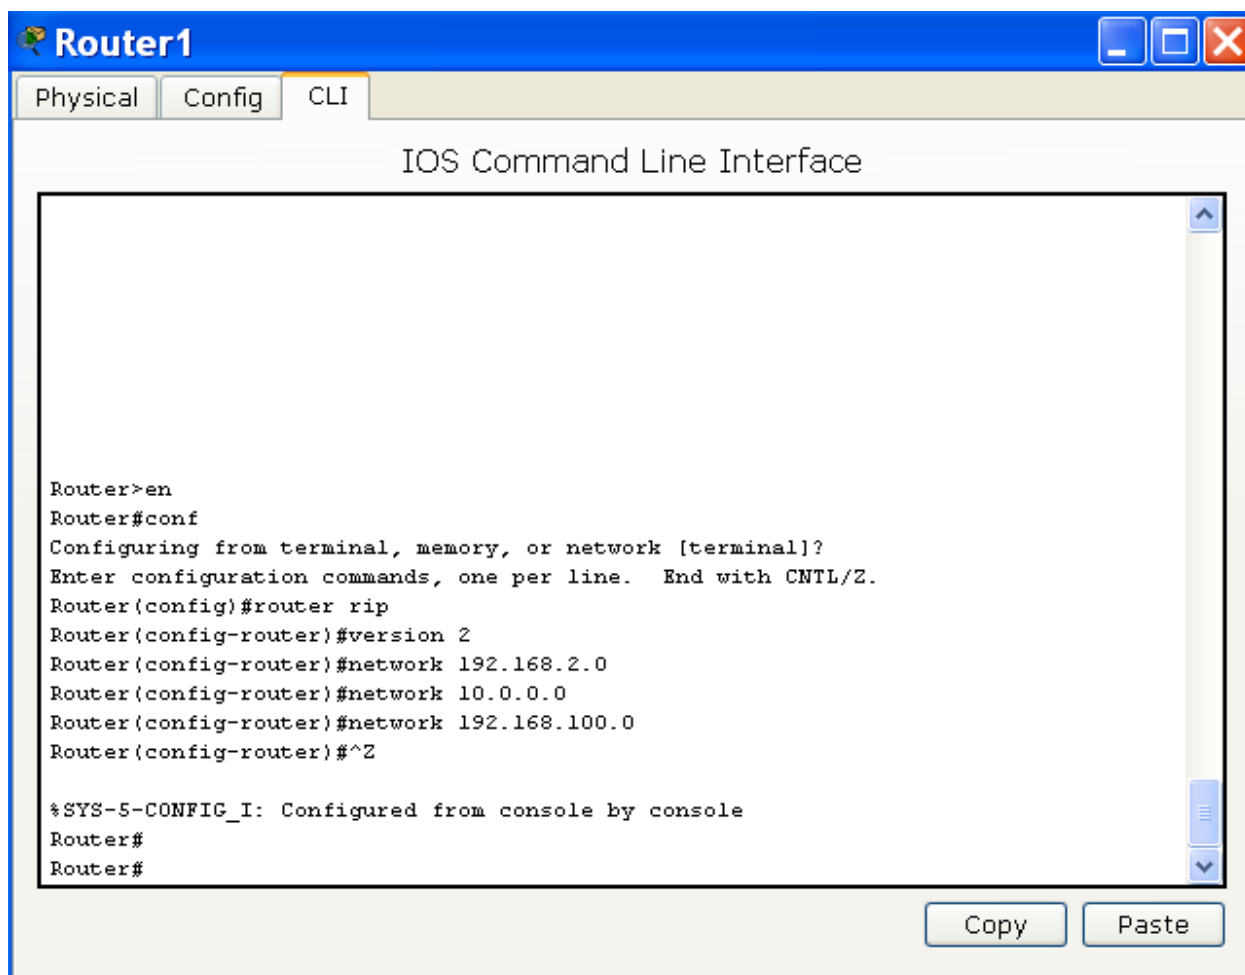 Router1
Physical Config CLI
IOS Command Line Interface
Router>en
Router#conf
Configuring from terminal, memory, or network [terminal]?
Enter configuration commands, one per line.  End with CNTL/Z.
Router(config)#router rip
Router(config-router)#version 2
Router(config-router)#network 192.168.2.0
Router(config-router)#network 10.0.0.0
Router(config-router)#network 192.168.100.0
Router(config-router)#^Z
%SYS-5-CONFIG_I: Configured from console by console
Router#
Router#
Copy Paste